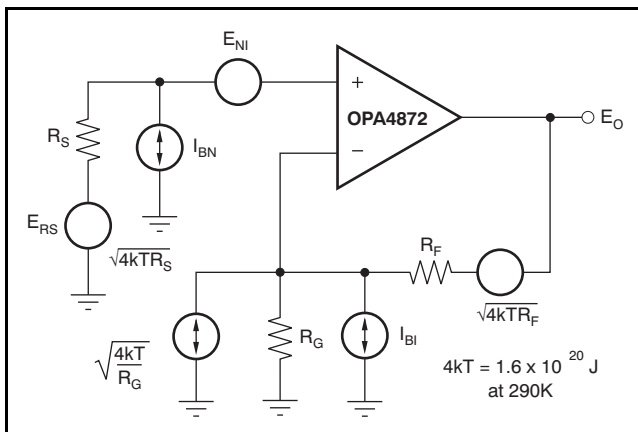 E_NI
+
OPA4872
−
E_O
R_S
I_BN
E_RS
√4kTR_S
R_F
√4kTR_F
√4kT/R_G
R_G
I_BI
4kT = 1.6 x 10 ^20 J
at 290K